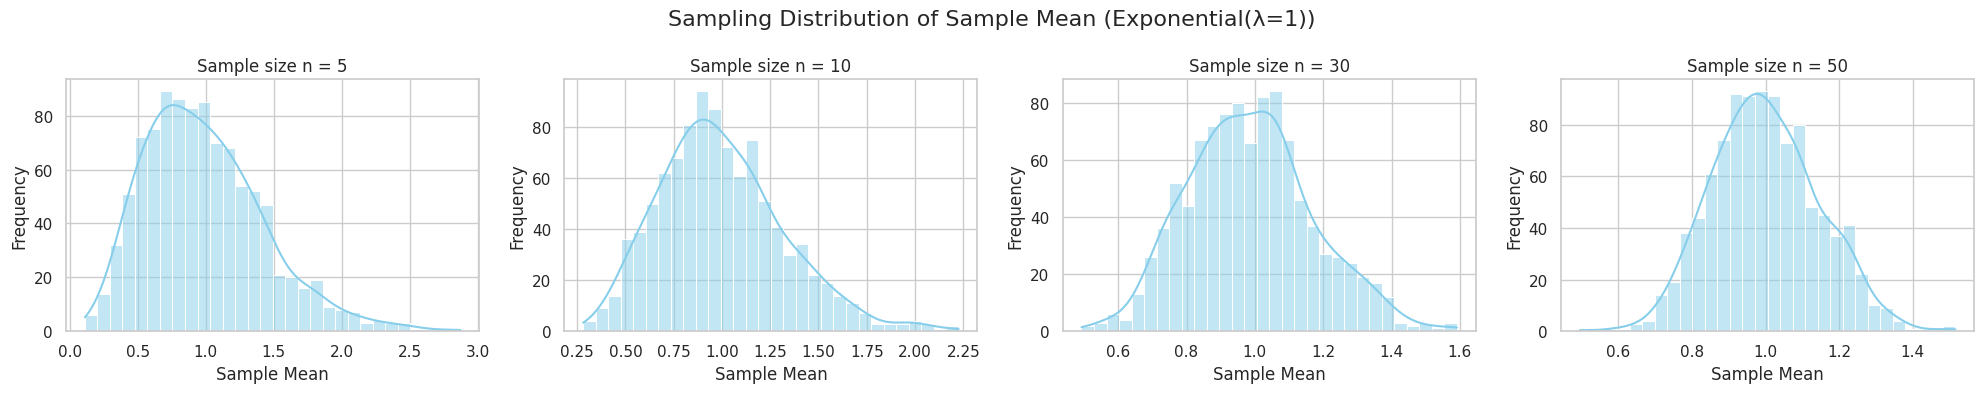 Sampling Distribution of Sample Mean (Exponential(λ=1))
Sample size n = 5
Frequency
80
60
40
20
0
0.0 0.5 1.0 1.5 2.0 2.5 3.0
Sample Mean
Sample size n = 10
Frequency
80
60
40
20
0
0.25 0.50 0.75 1.00 1.25 1.50 1.75 2.00 2.25
Sample Mean
Sample size n = 30
Frequency
80
60
40
20
0
0.6 0.8 1.0 1.2 1.4 1.6
Sample Mean
Sample size n = 50
Frequency
80
60
40
20
0
0.6 0.8 1.0 1.2 1.4
Sample Mean